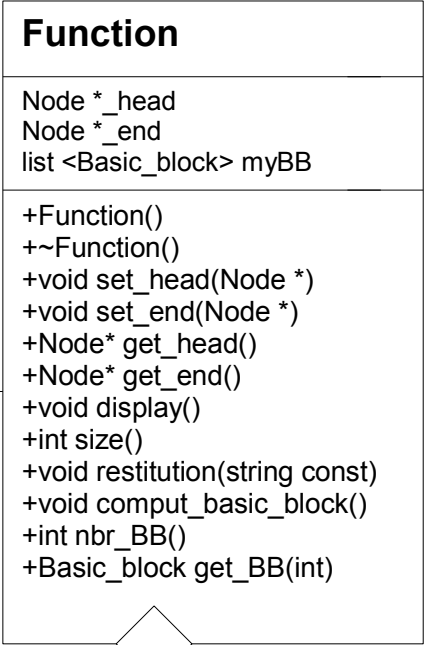 Function
Node *_head
Node *_end
list <Basic_block> myBB
+Function()
+~Function()
+void set_head(Node *)
+void set_end(Node *)
+Node* get_head()
+Node* get_end()
+void display()
+int size()
+void restitution(string const)
+void comput_basic_block()
+int nbr_BB()
+Basic_block get_BB(int)